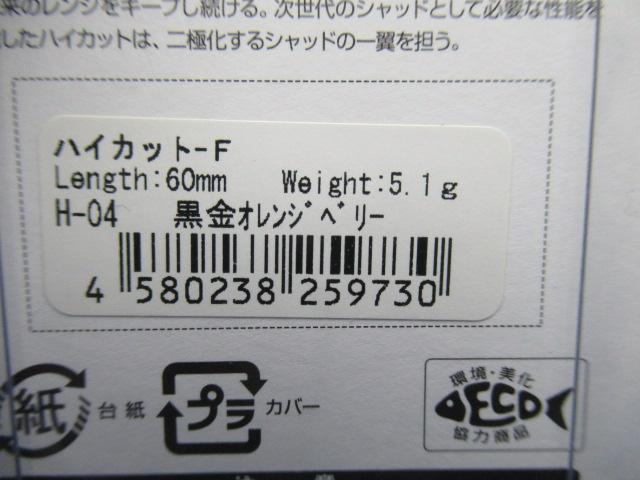 来のレンジをキープし続ける。次世代のシャッドとして必要な性能を
したハイカットは、二極化するシャッドの一翼を担う。
ハイカット-F
Length:60mm Weight:5.1g
H-04 黒金オレンジベリー
4 580238 259730
紙 台紙 プラ カバー
環境・美化
ECO
協力商品